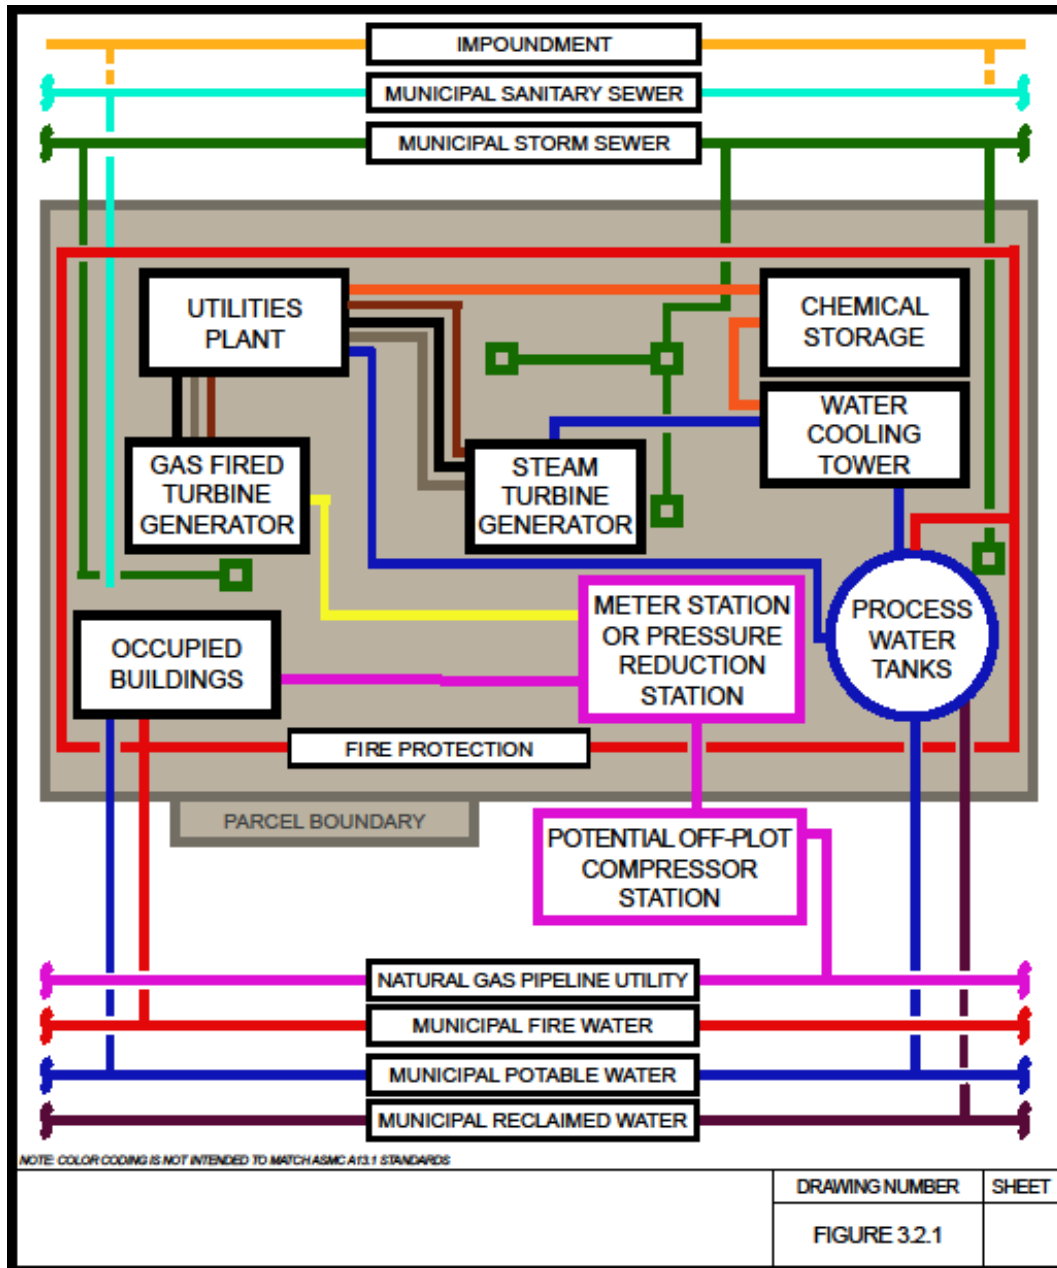 IMPOUNDMENT
MUNICIPAL SANITARY SEWER
MUNICIPAL STORM SEWER
UTILITIES
PLANT
CHEMICAL
STORAGE
WATER
COOLING
TOWER
GAS FIRED
TURBINE
GENERATOR
STEAM
TURBINE
GENERATOR
METER STATION
OR PRESSURE
REDUCTION
STATION
PROCESS
WATER
TANKS
OCCUPIED
BUILDINGS
FIRE PROTECTION
PARCEL BOUNDARY
POTENTIAL OFF-PLOT
COMPRESSOR
STATION
NATURAL GAS PIPELINE UTILITY
MUNICIPAL FIRE WATER
MUNICIPAL POTABLE WATER
MUNICIPAL RECLAIMED WATER
NOTE: COLOR CODING IS NOT INTENDED TO MATCH ASMC A13.1 STANDARDS
DRAWING NUMBER
SHEET
FIGURE 3.2.1